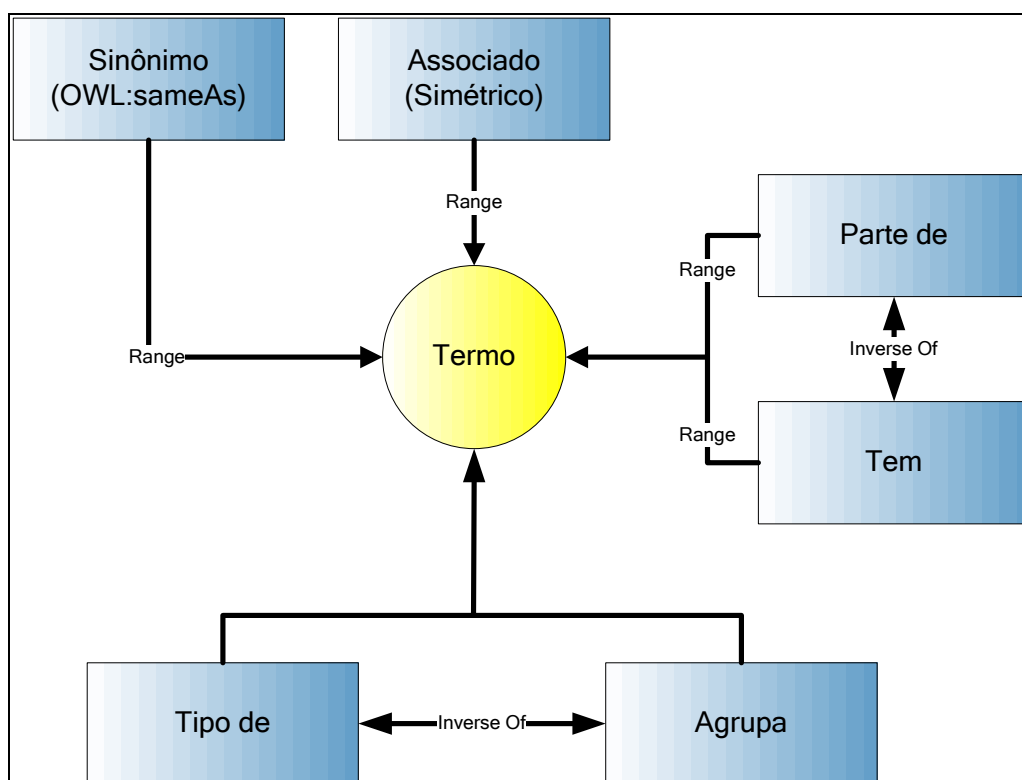 Sinônimo
(OWL:sameAs)
Associado
(Simétrico)
Range
Parte de
Range
Inverse Of
Range
Termo
Range
Tem
Tipo de
Inverse Of
Agrupa